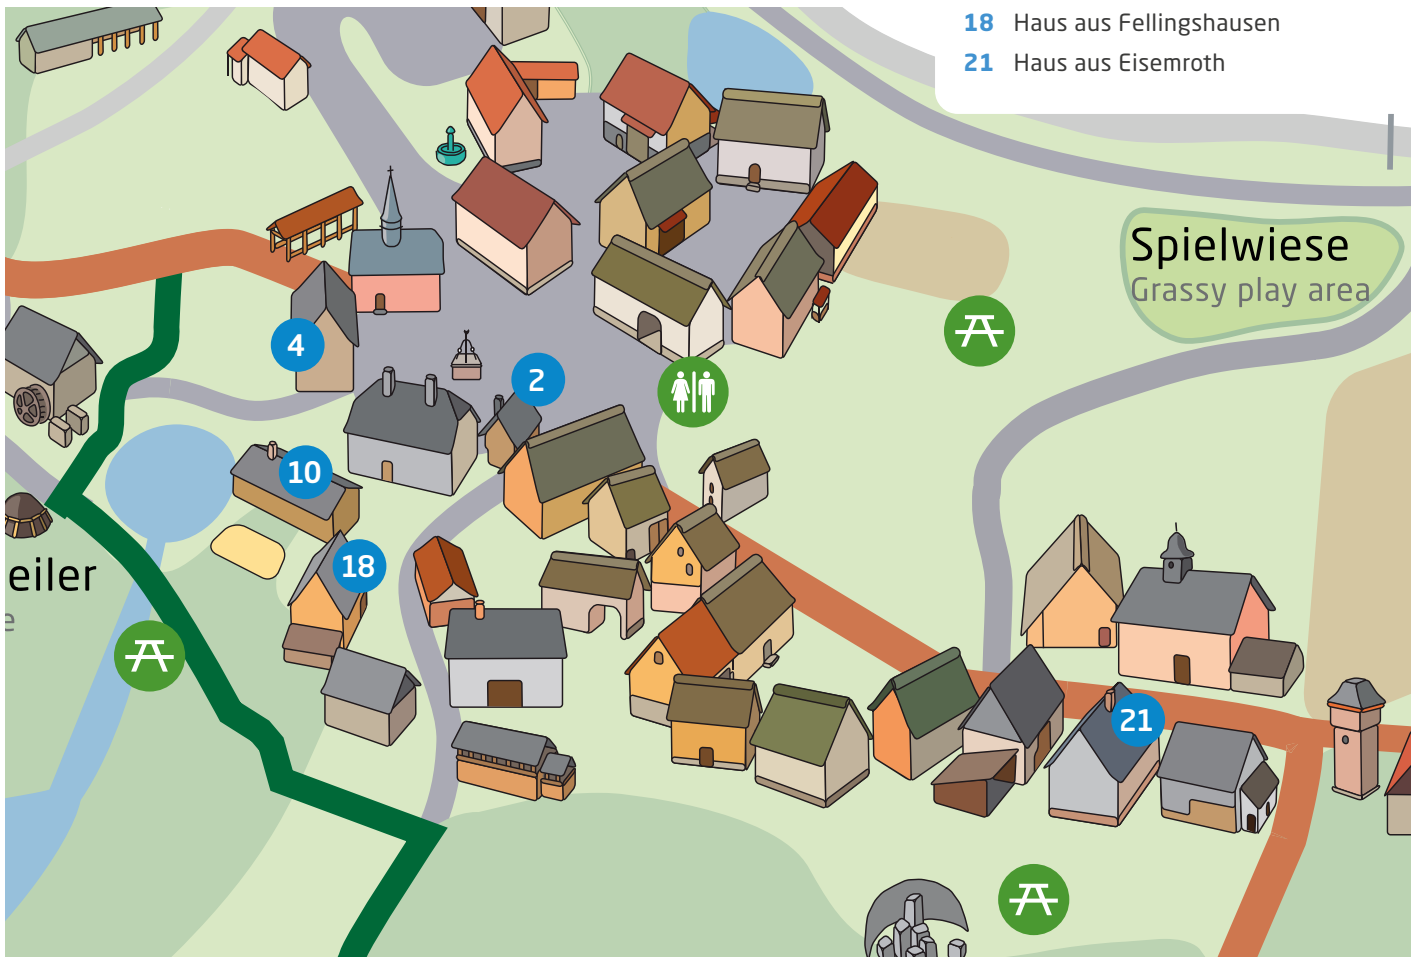 18 Haus aus Fellingshausen
21 Haus aus Eisemroth
Spielwiese
Grassy play area
4
2
10
18
eiler
e
21